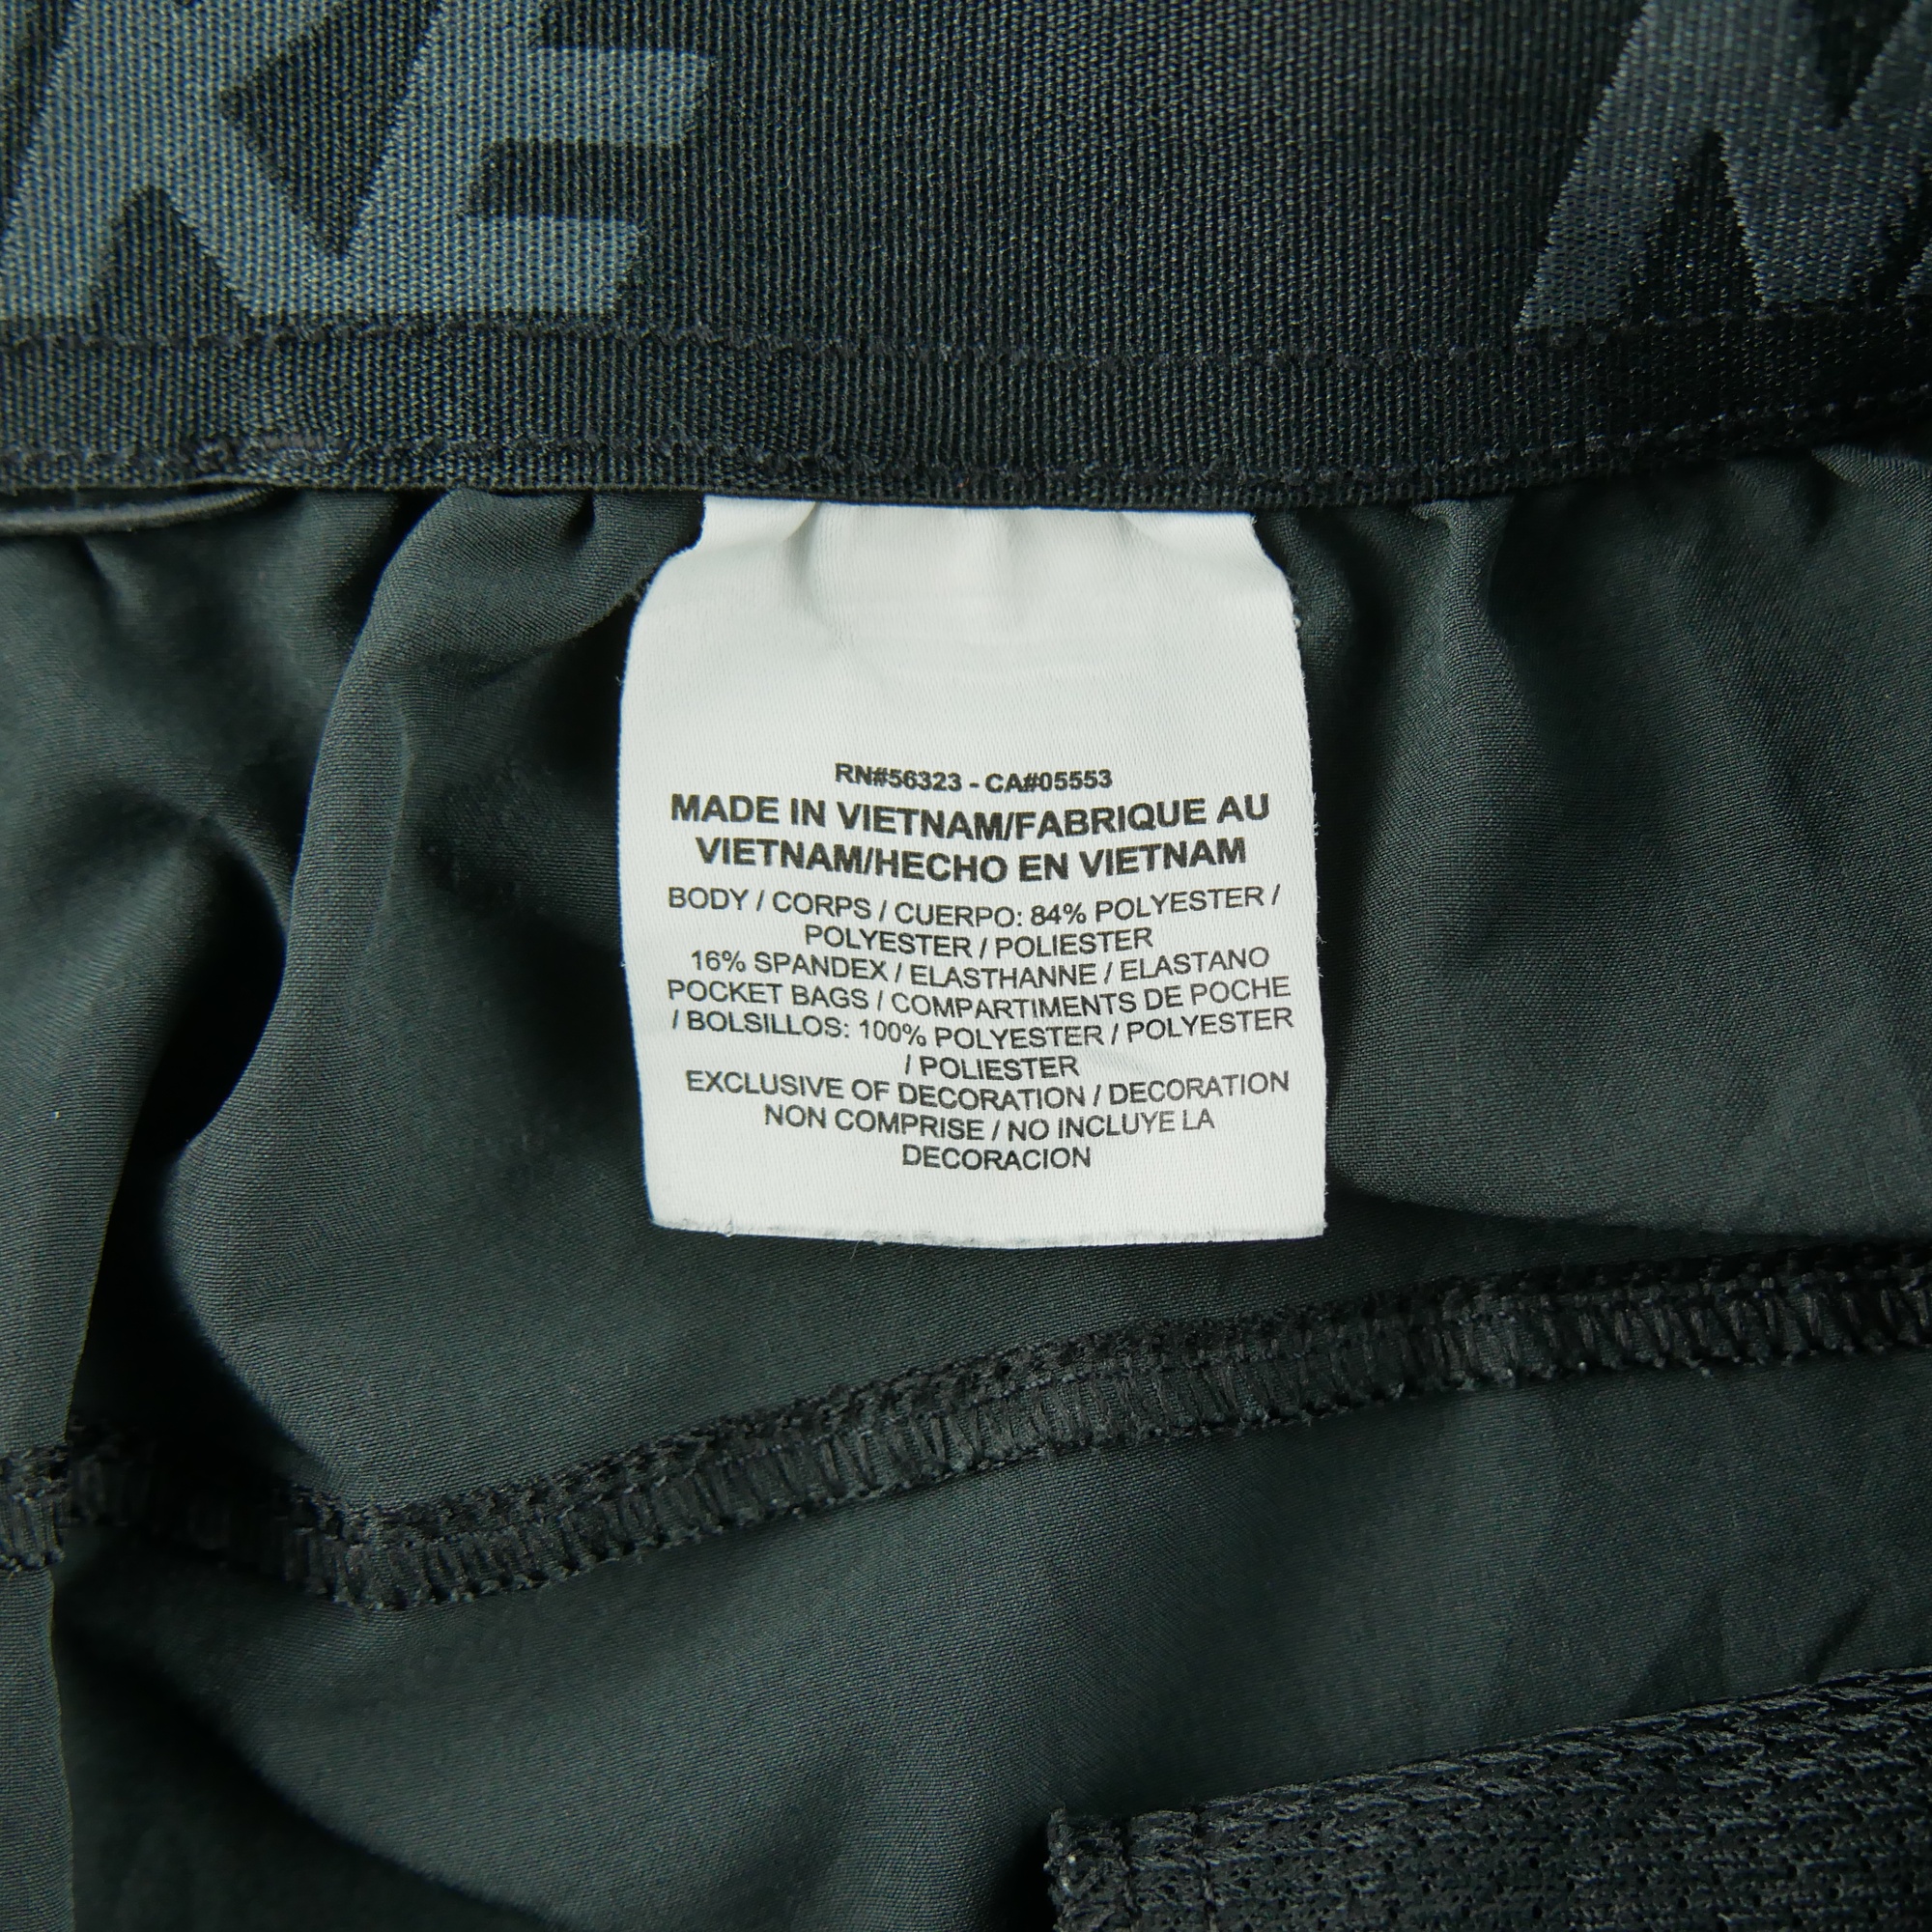 RN#56323 - CA#05553
MADE IN VIETNAM/FABRIQUE AU
VIETNAM/HECHO EN VIETNAM
BODY / CORPS / CUERPO: 84% POLYESTER /
POLYESTER / POLIESTER
16% SPANDEX / ELASTHANNE / ELASTANO
POCKET BAGS / COMPARTIMENTS DE POCHE
/ BOLSILLOS: 100% POLYESTER / POLYESTER
/ POLIESTER
EXCLUSIVE OF DECORATION / DECORATION
NON COMPRISE / NO INCLUYE LA
DECORACION